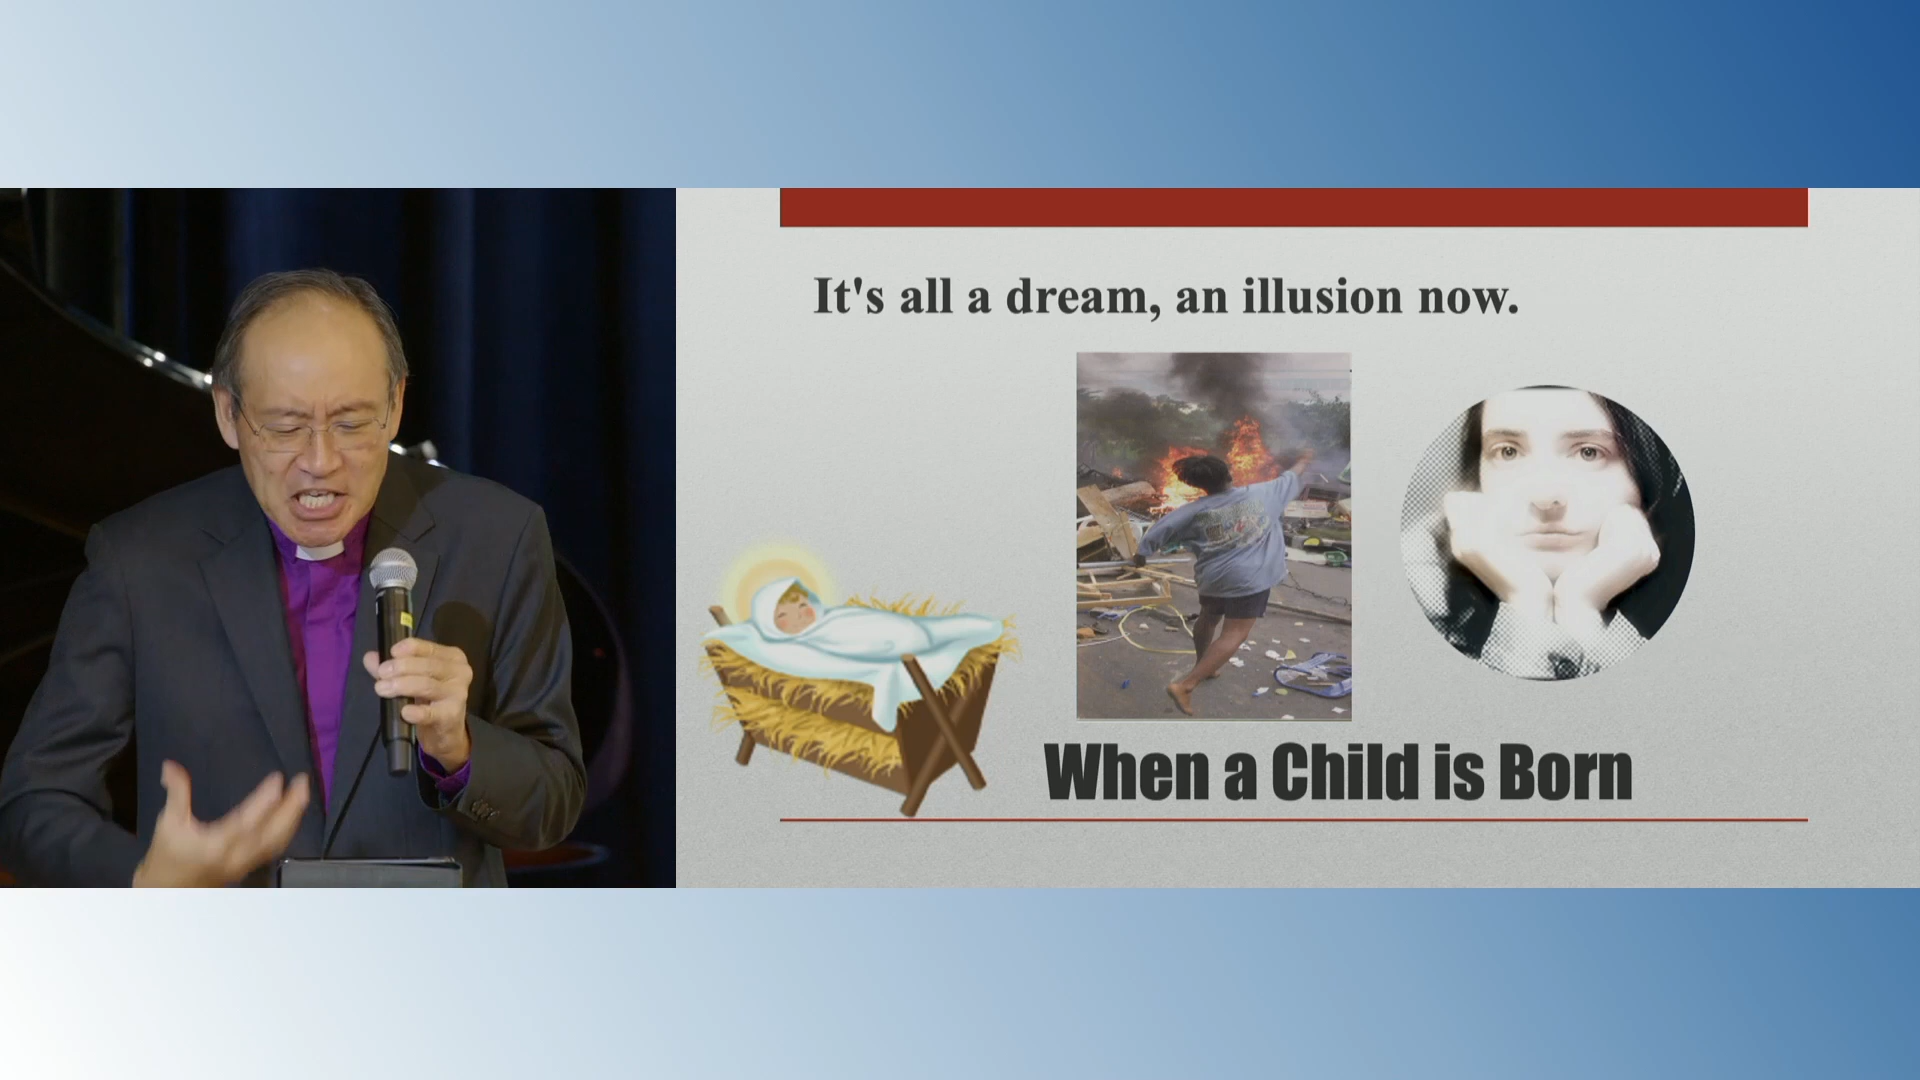 It's all a dream, an illusion now.
When a Child is Born